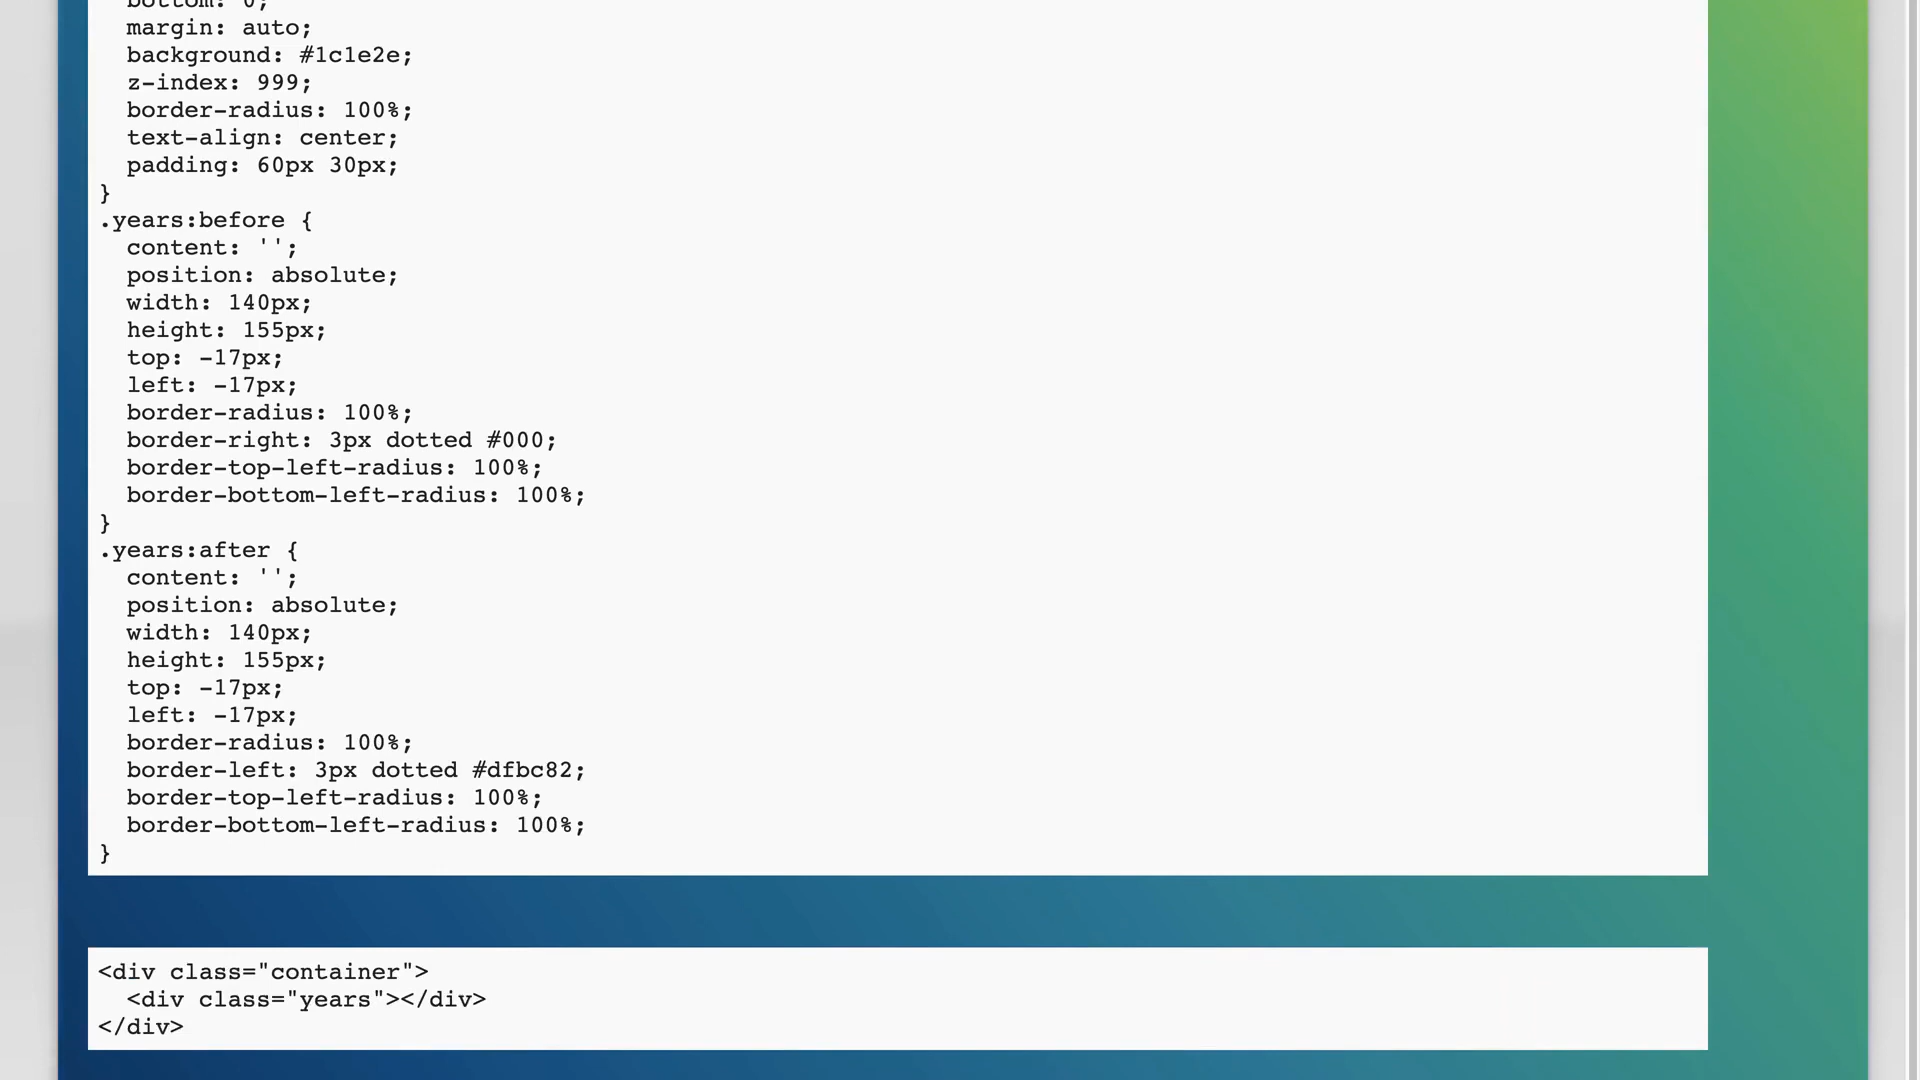 bottom: 0;
margin: auto;
background: #1c1e2e;
z-index: 999;
border-radius: 100%;
text-align: center;
padding: 60px 30px;
}
.years:before {
content: '';
position: absolute;
width: 140px;
height: 155px;
top: -17px;
left: -17px;
border-radius: 100%;
border-right: 3px dotted #000;
border-top-left-radius: 100%;
border-bottom-left-radius: 100%;
}
.years:after {
content: '';
position: absolute;
width: 140px;
height: 155px;
top: -17px;
left: -17px;
border-radius: 100%;
border-left: 3px dotted #dfbc82;
border-top-left-radius: 100%;
border-bottom-left-radius: 100%;
}
<div class="container">
<div class="years"></div>
</div>